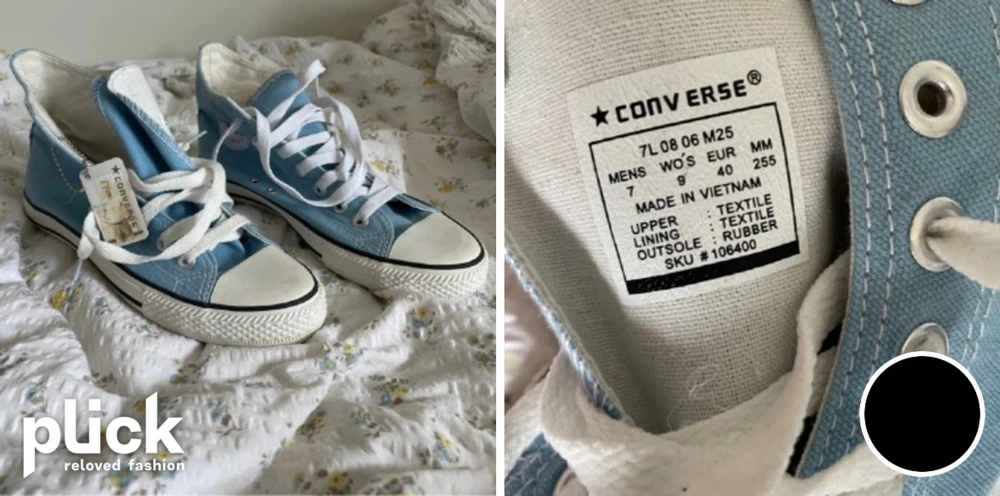 CONVERSE
plick
reloved fashion
CONVERSE®
7L 08 06 M25
MENS WO'S EUR MM
7 9 40 255
MADE IN VIETNAM
UPPER : TEXTILE
LINING : TEXTILE
OUTSOLE : RUBBER
SKU # 106400